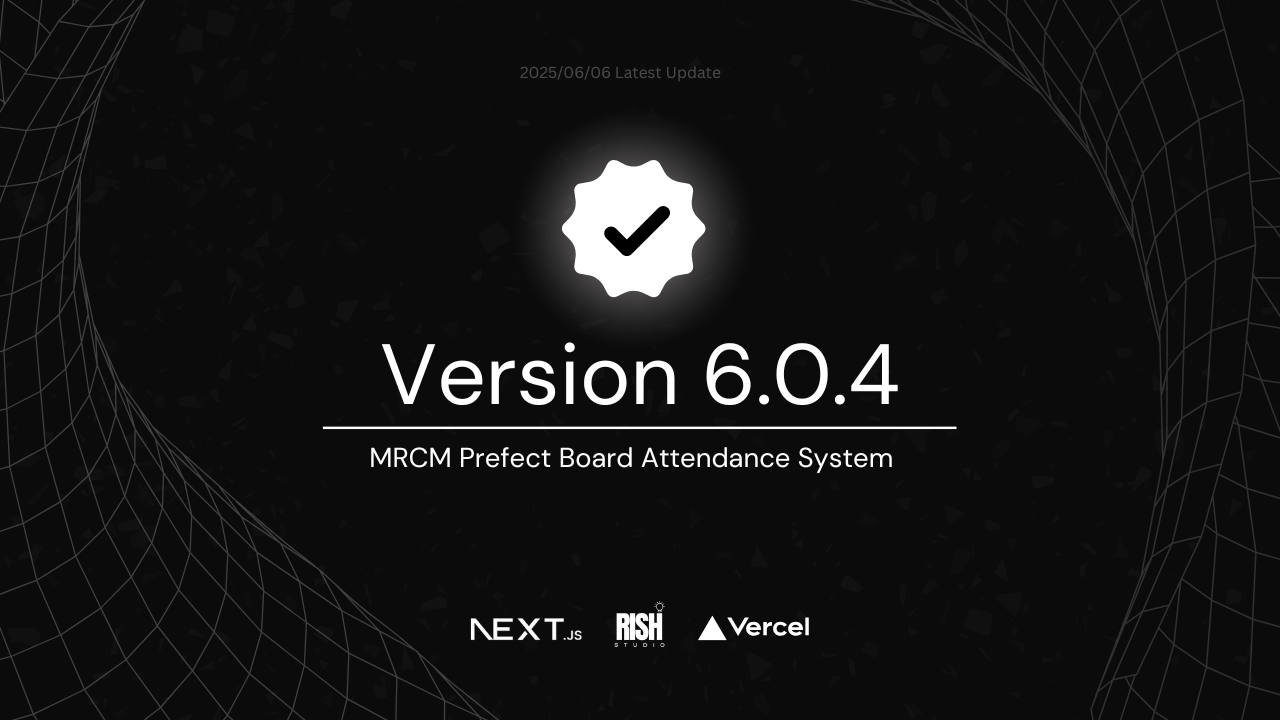 2025/06/06 Latest Update
Version 6.0.4
MRCM Prefect Board Attendance System
NEXT.JS
RISH
STUDIO
Vercel